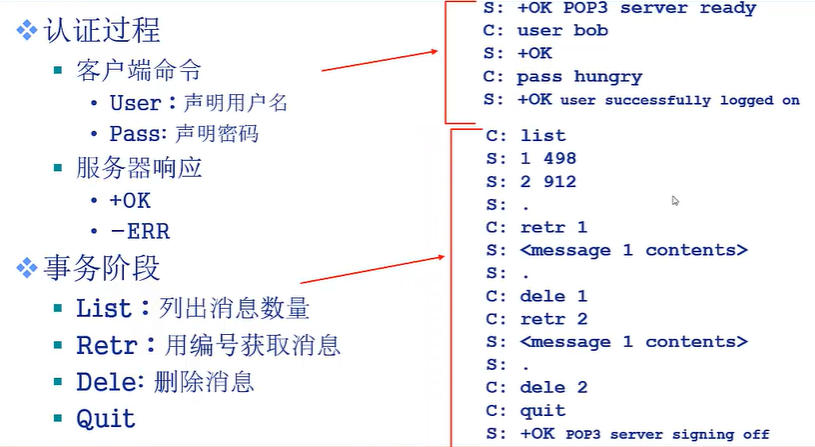 认证过程
客户端命令
User：声明用户名
Pass: 声明密码
服务器响应
+OK
-ERR
事务阶段
List：列出消息数量
Retr：用编号获取消息
Dele: 删除消息
Quit
S: +OK POP3 server ready
C: user bob
S: +OK
C: pass hungry
S: +OK user successfully logged on
C: list
S: 1 498
S: 2 912
S: .
C: retr 1
S: <message 1 contents>
S: .
C: dele 1
C: retr 2
S: <message 1 contents>
S: .
C: dele 2
C: quit
S: +OK POP3 server signing off